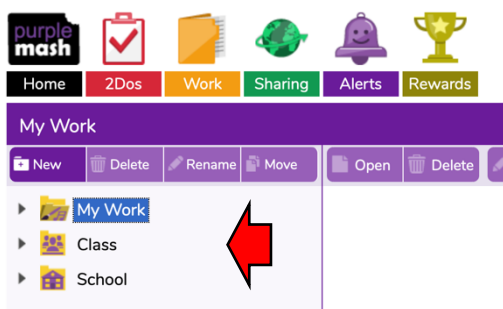 purple
mash
Home 2Dos Work Sharing Alerts Rewards
My Work
New Delete Rename Move Open Delete
My Work
Class
School